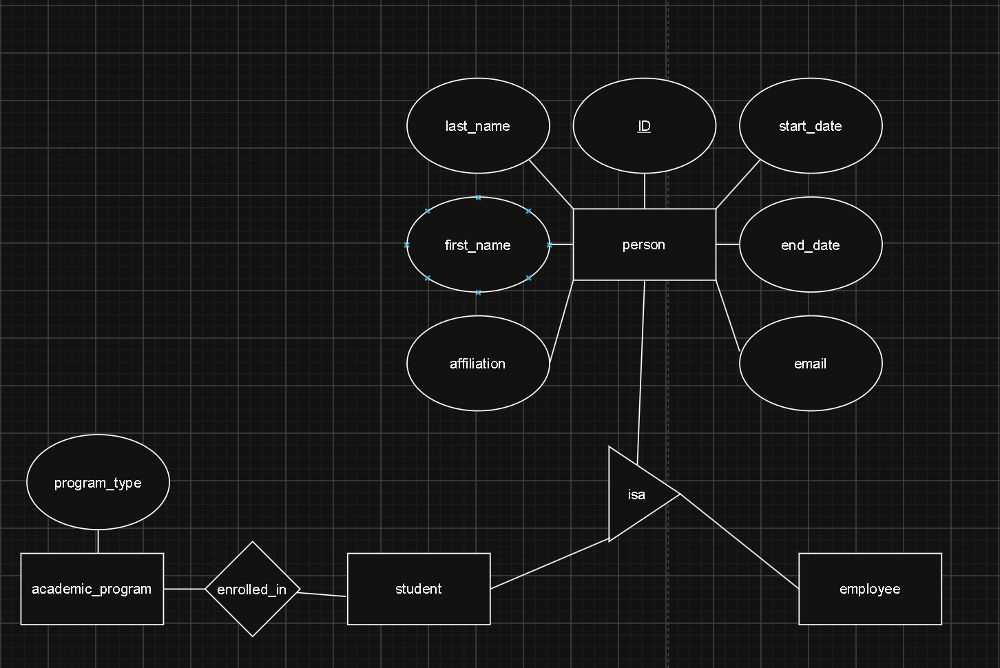 last_name
ID
start_date
first_name
person
end_date
affiliation
email
program_type
isa
academic_program
enrolled_in
student
employee